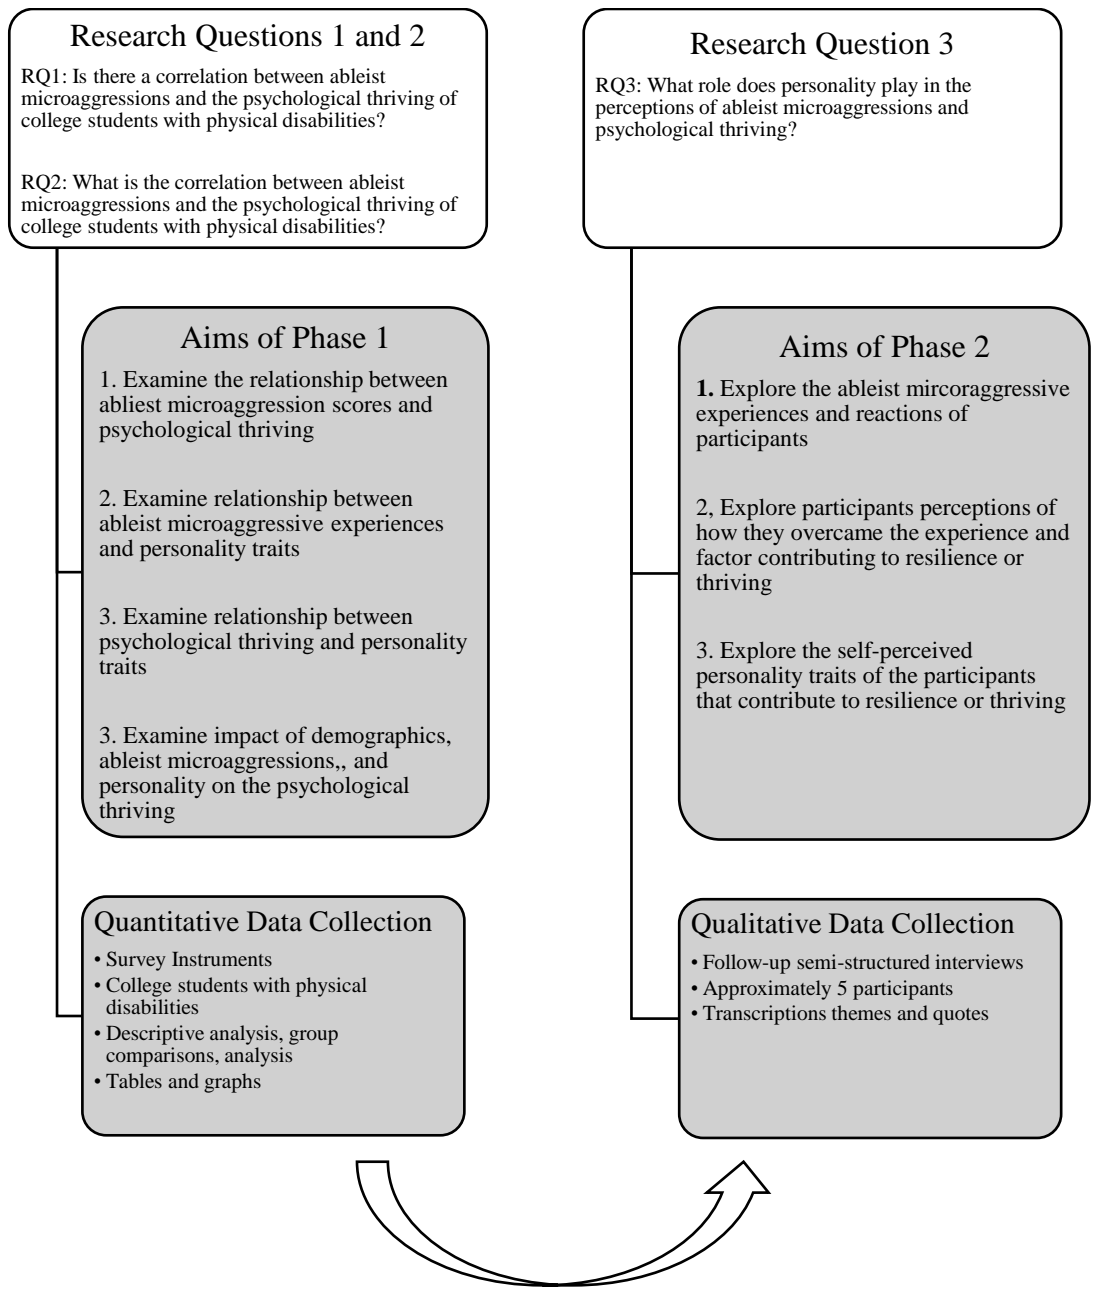 Research Questions 1 and 2
RQ1: Is there a correlation between ableist
microaggressions and the psychological thriving of
college students with physical disabilities?
RQ2: What is the correlation between ableist
microaggressions and the psychological thriving of
college students with physical disabilities?
Aims of Phase 1
1. Examine the relationship between
abliest microaggression scores and
psychological thriving
2. Examine relationship between
ableist microaggressive experiences
and personality traits
3. Examine relationship between
psychological thriving and personality
traits
3. Examine impact of demographics,
ableist microaggressions,, and
personality on the psychological
thriving
Quantitative Data Collection
• Survey Instruments
• College students with physical
disabilities
• Descriptive analysis, group
comparisons, analysis
• Tables and graphs
Research Question 3
RQ3: What role does personality play in the
perceptions of ableist microaggressions and
psychological thriving?
Aims of Phase 2
1. Explore the ableist mircoraggressive
experiences and reactions of
participants
2, Explore participants perceptions of
how they overcame the experience and
factor contributing to resilience or
thriving
3. Explore the self-perceived
personality traits of the participants
that contribute to resilience or thriving
Qualitative Data Collection
• Follow-up semi-structured interviews
• Approximately 5 participants
• Transcriptions themes and quotes